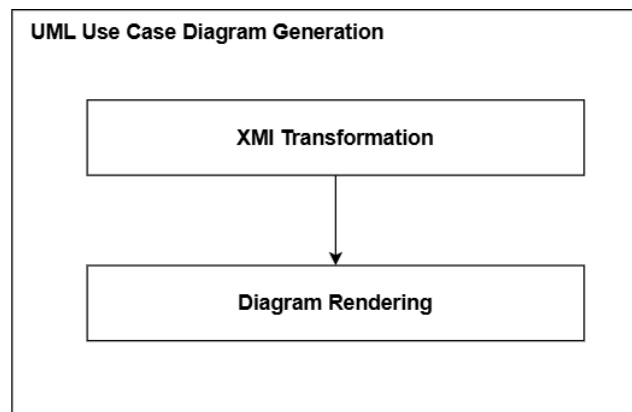 UML Use Case Diagram Generation
XMI Transformation
Diagram Rendering